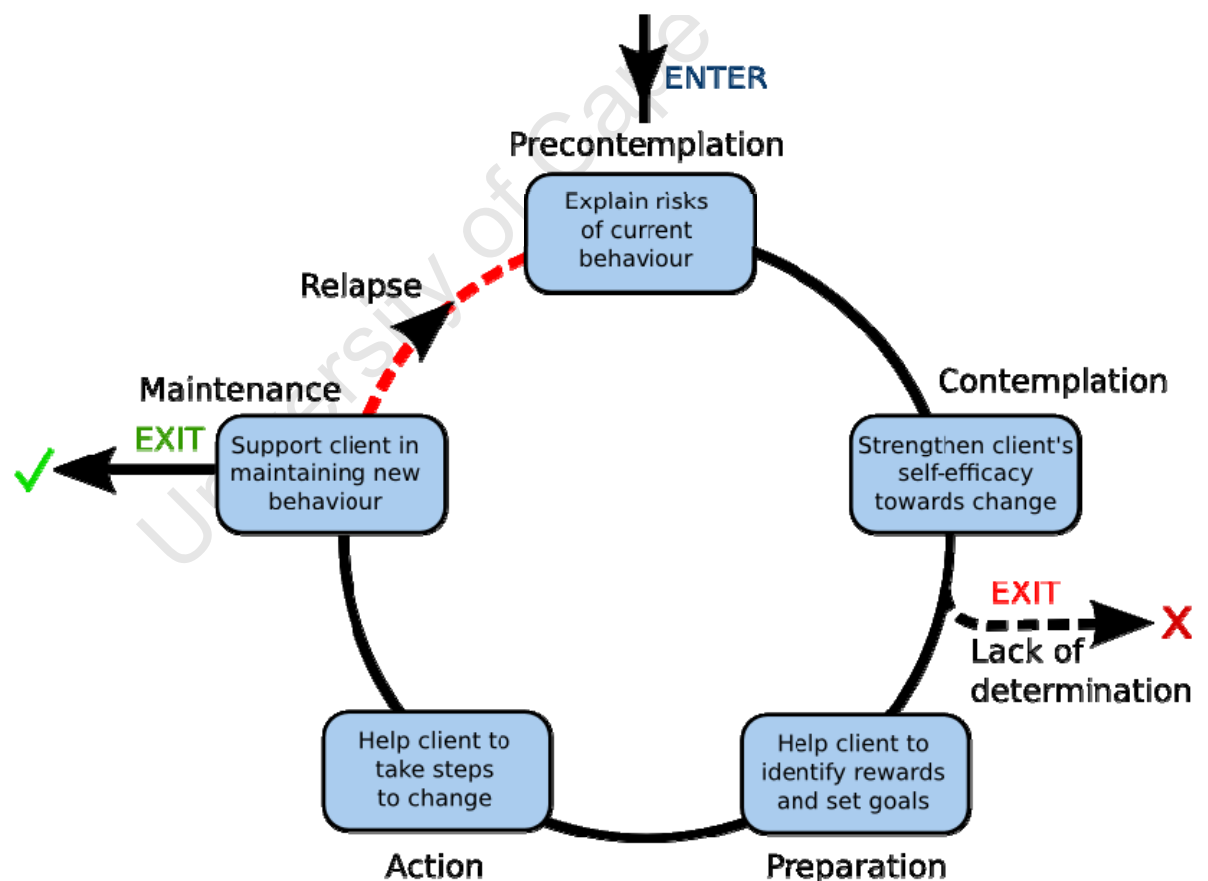 ENTER
Precontemplation
Explain risks
of current
behaviour
Relapse
Maintenance
EXIT
Support client in
maintaining new
behaviour
Contemplation
Strengthen client's
self-efficacy
towards change
EXIT
X
Lack of
determination
Help client to
take steps
to change
Action
Help client to
identify rewards
and set goals
Preparation
University of Cape